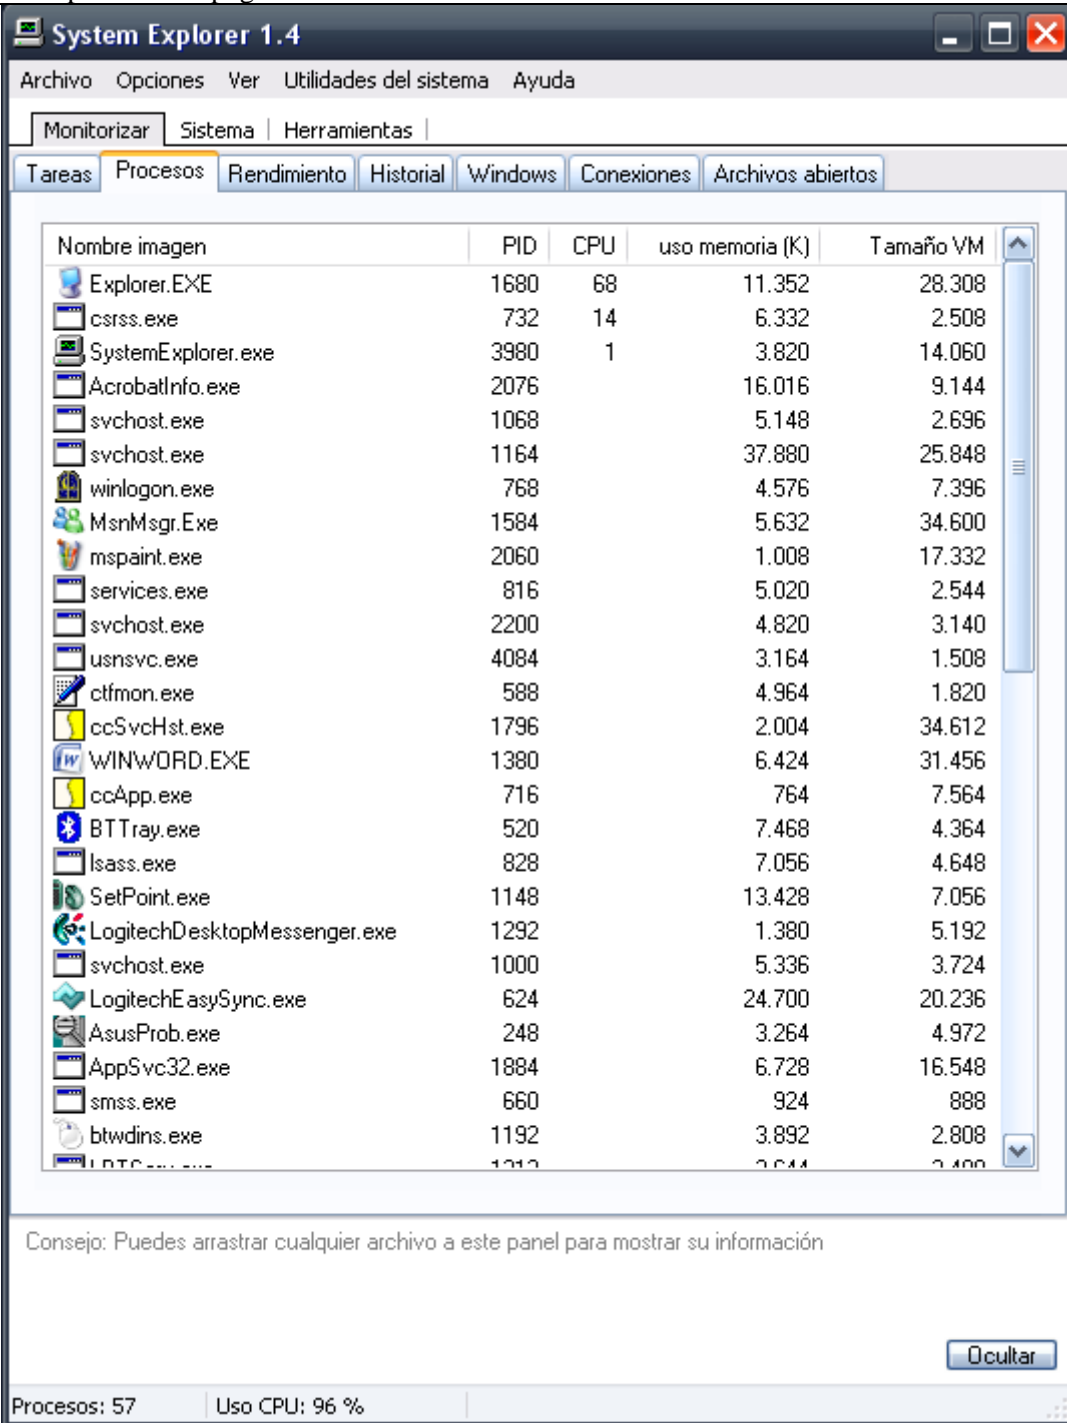 System Explorer 1.4
Archivo Opciones Ver Utilidades del sistema Ayuda
Monitorizar Sistema Herramientas
Tareas Procesos Rendimiento Historial Windows Conexiones Archivos abiertos
Nombre imagen PID CPU uso memoria (K) Tamaño VM
Explorer.EXE 1680 68 11.352 28.308
csrss.exe 732 14 6.332 2.508
SystemExplorer.exe 3980 1 3.820 14.060
AcrobatInfo.exe 2076 16.016 9.144
svchost.exe 1068 5.148 2.696
svchost.exe 1164 37.880 25.848
winlogon.exe 768 4.576 7.396
MsnMsgr.Exe 1584 5.632 34.600
mspaint.exe 2060 1.008 17.332
services.exe 816 5.020 2.544
svchost.exe 2200 4.820 3.140
usnsvc.exe 4084 3.164 1.508
ctfmon.exe 588 4.964 1.820
ccSvcHst.exe 1796 2.004 34.612
WINWORD.EXE 1380 6.424 31.456
ccApp.exe 716 764 7.564
BTTray.exe 520 7.468 4.364
lsass.exe 828 7.056 4.648
SetPoint.exe 1148 13.428 7.056
LogitechDesktopMessenger.exe 1292 1.380 5.192
svchost.exe 1000 5.336 3.724
LogitechEasySync.exe 624 24.700 20.236
AsusProb.exe 248 3.264 4.972
AppSvc32.exe 1884 6.728 16.548
smss.exe 660 924 888
btwdins.exe 1192 3.892 2.808
Consejo: Puedes arrastrar cualquier archivo a este panel para mostrar su información
Ocultar
Procesos: 57 Uso CPU: 96 %